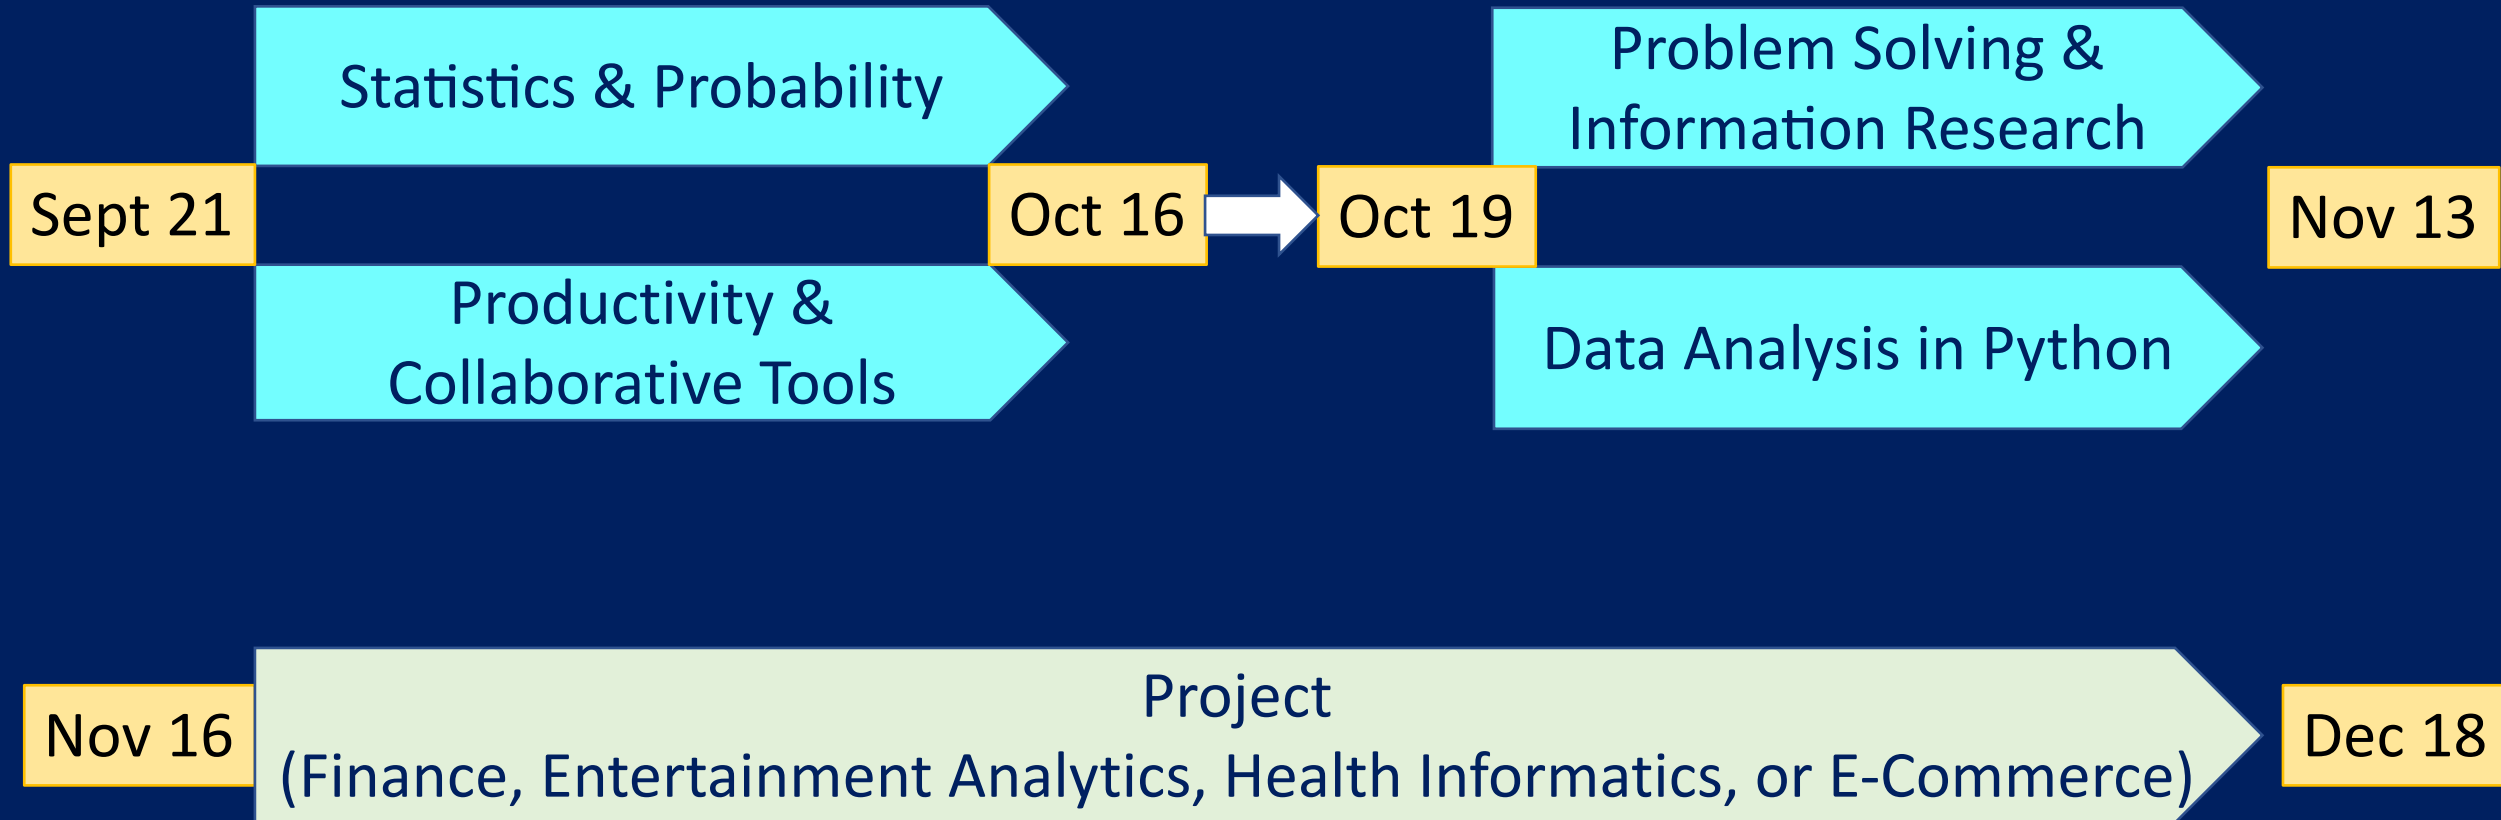 Statistics & Probability
Problem Solving &
Information Research
Sept 21
Oct 16
Oct 19
Nov 13
Productivity &
Collaborative Tools
Data Analysis in Python
Project
Nov 16
(Finance, Entertainment Analytics, Health Informatics, or E-Commerce)
Dec 18